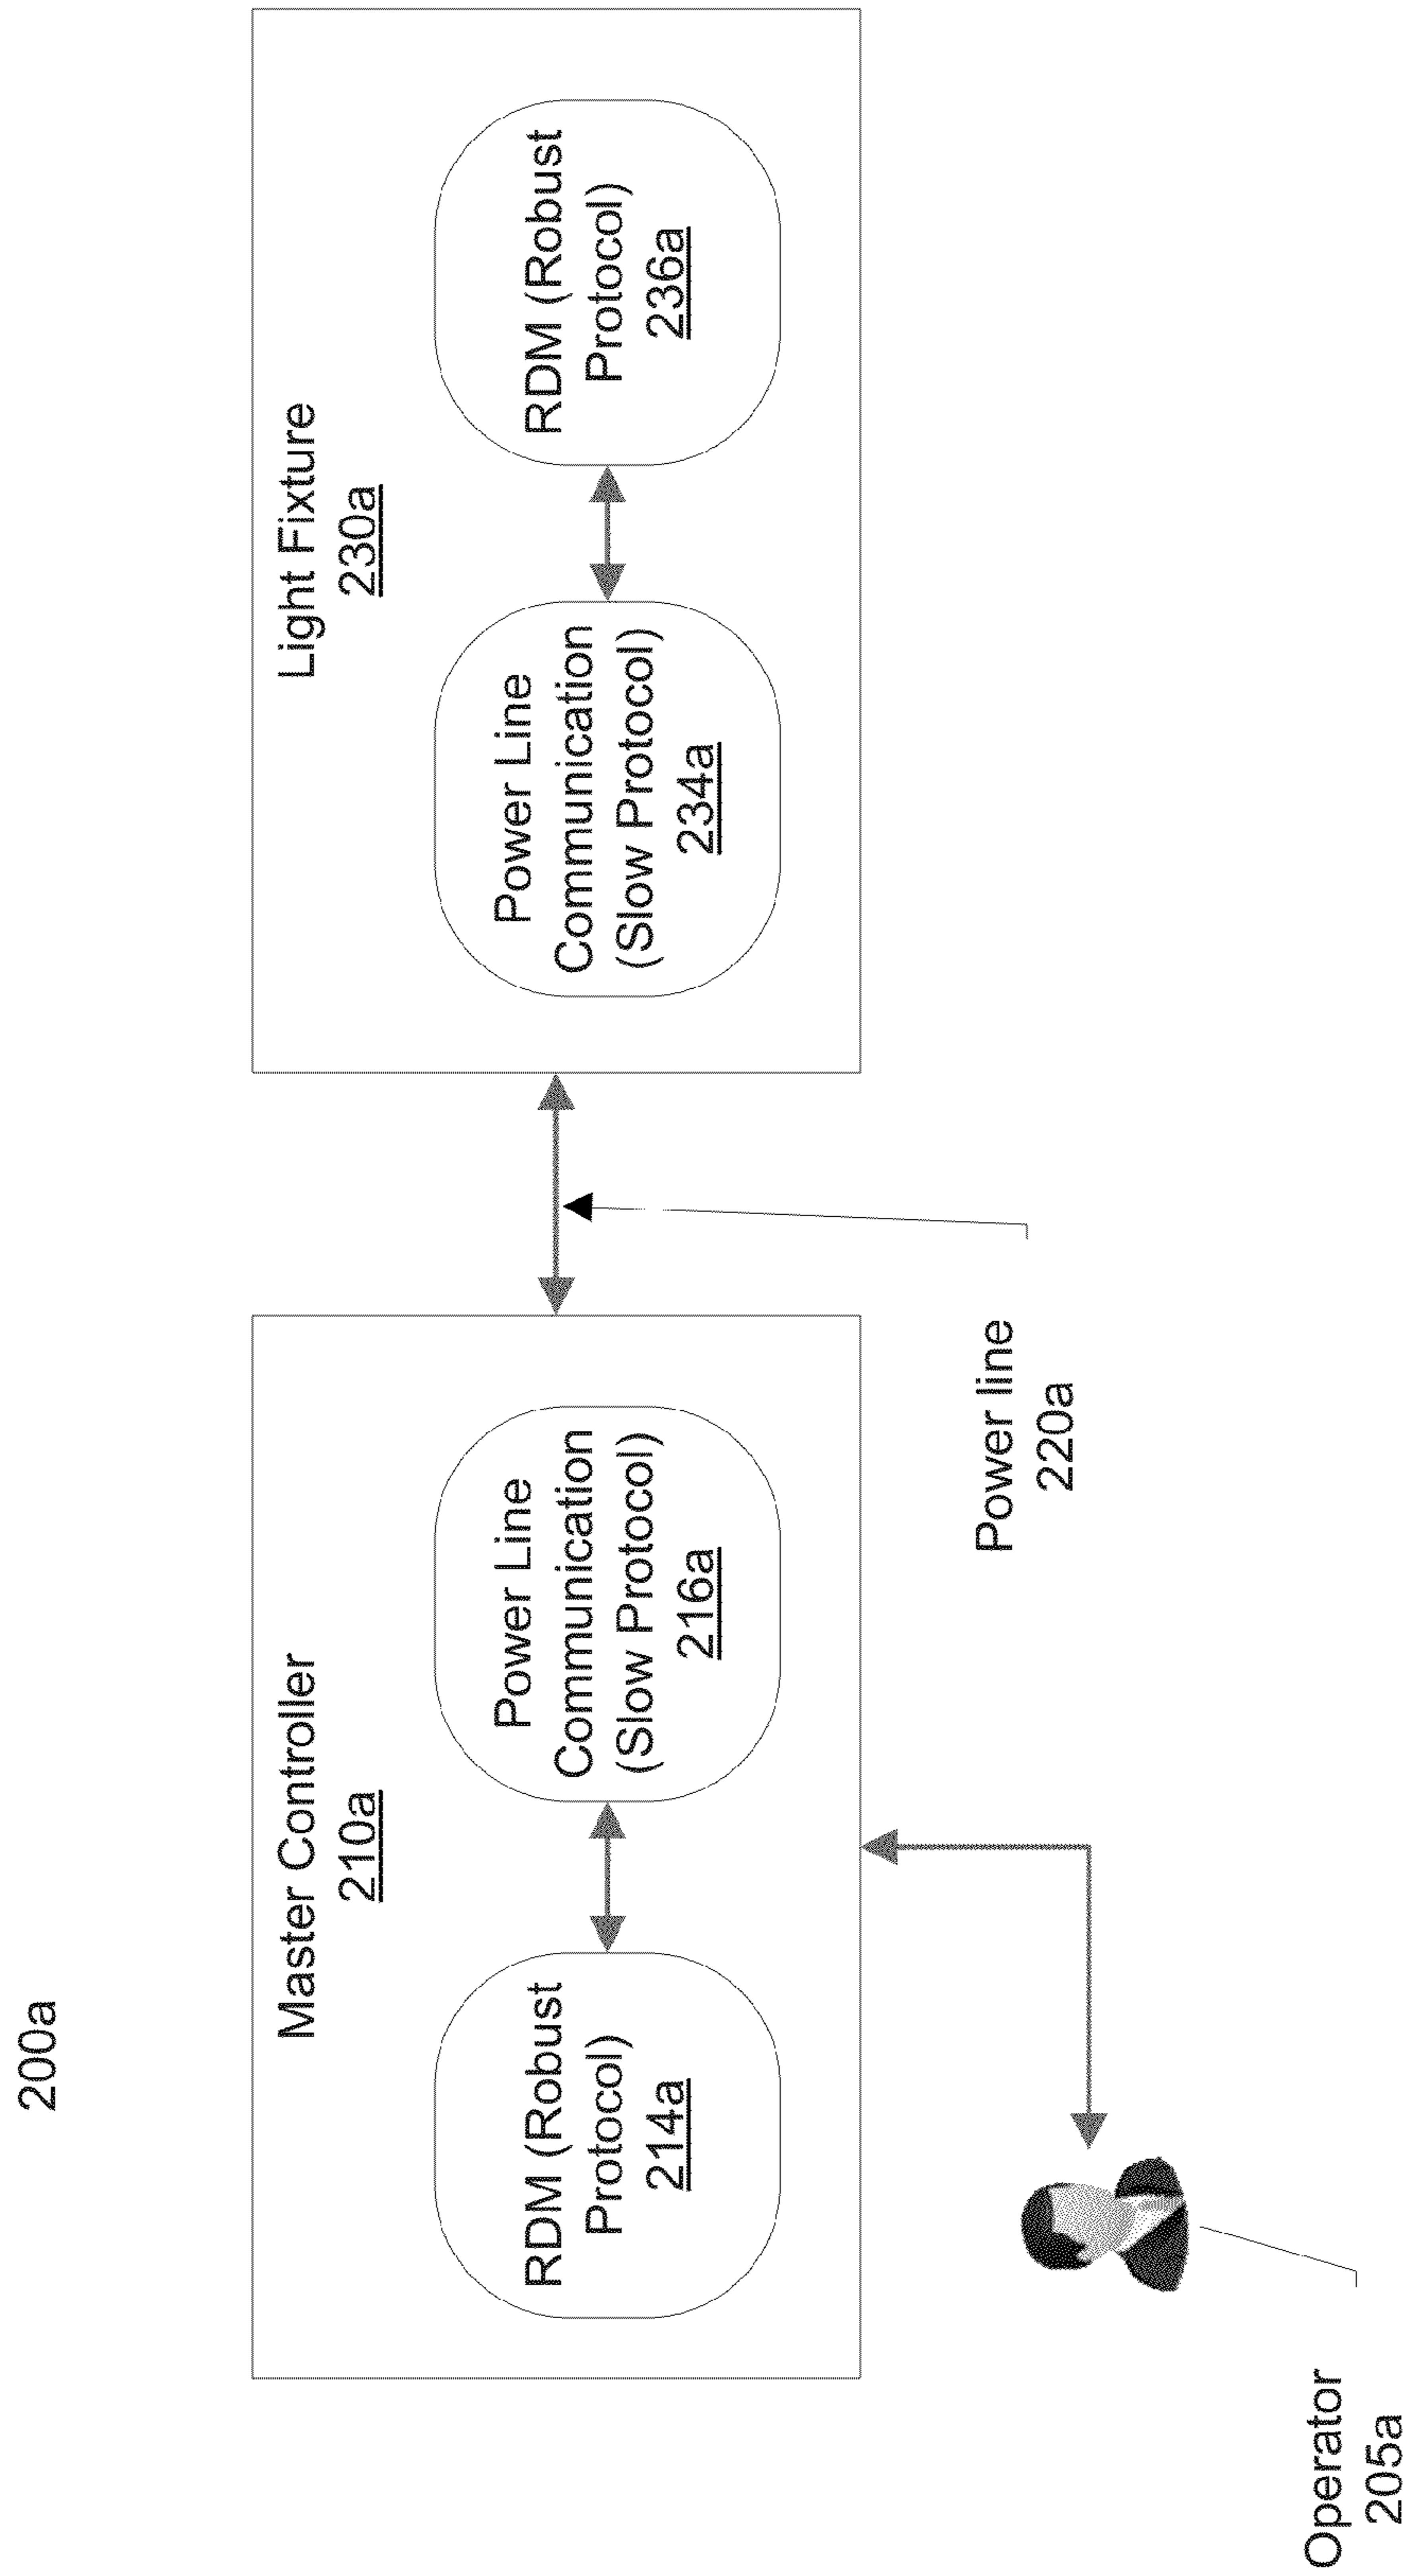 200a
Master Controller
210a
RDM (Robust
Protocol)
214a
Power Line
Communication
(Slow Protocol)
216a
Light Fixture
230a
Power Line
Communication
(Slow Protocol)
234a
RDM (Robust
Protocol)
236a
Power line
220a
Operator
205a